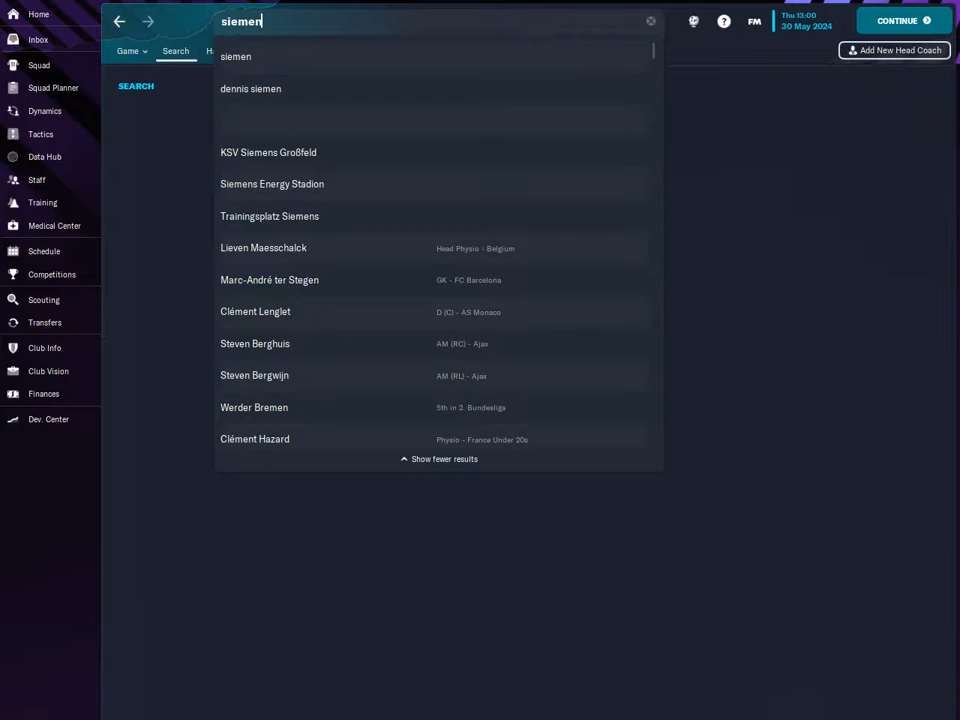 Home
siemen
Thu 13:00
30 May 2024
FM
CONTINUE
Inbox
Game
Search
Add New Head Coach
Squad
Squad Planner
Dynamics
Tactics
Data Hub
Staff
Training
Medical Center
Schedule
Competitions
Scouting
Transfers
Club Info
Club Vision
Finances
Dev. Center
SEARCH
siemen
dennis siemen
KSV Siemens Großfeld
Siemens Energy Stadion
Trainingsplatz Siemens
Lieven Maesschalck Head Physio - Belgium
Marc-André ter Stegen GK - FC Barcelona
Clément Lenglet D (C) - AS Monaco
Steven Berghuis AM (RC) - Ajax
Steven Bergwijn AM (RL) - Ajax
Werder Bremen 5th in 2. Bundesliga
Clément Hazard Physio - France Under 20s
Show fewer results